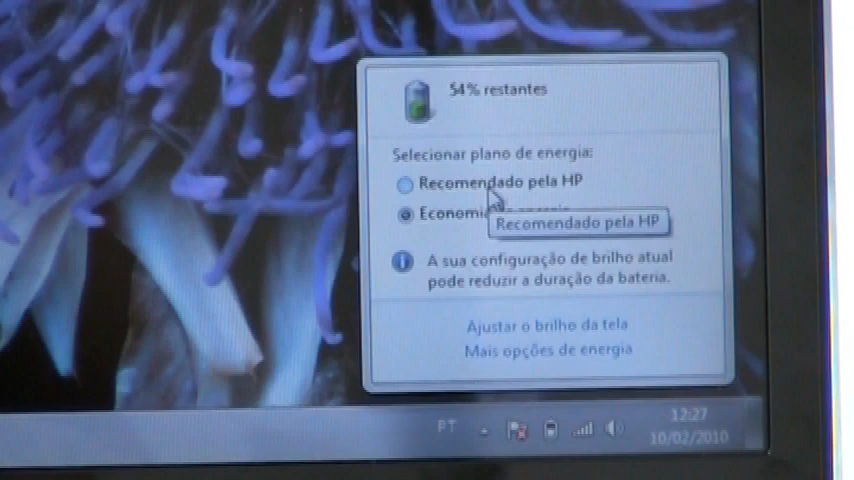 54% restantes
Selecionar plano de energia:
Recomendado pela HP
Economi
Recomendado pela HP
A sua configuração de brilho atual
pode reduzir a duração da bateria.
Ajustar o brilho da tela
Mais opções de energia
PT
12:27
10/02/2010